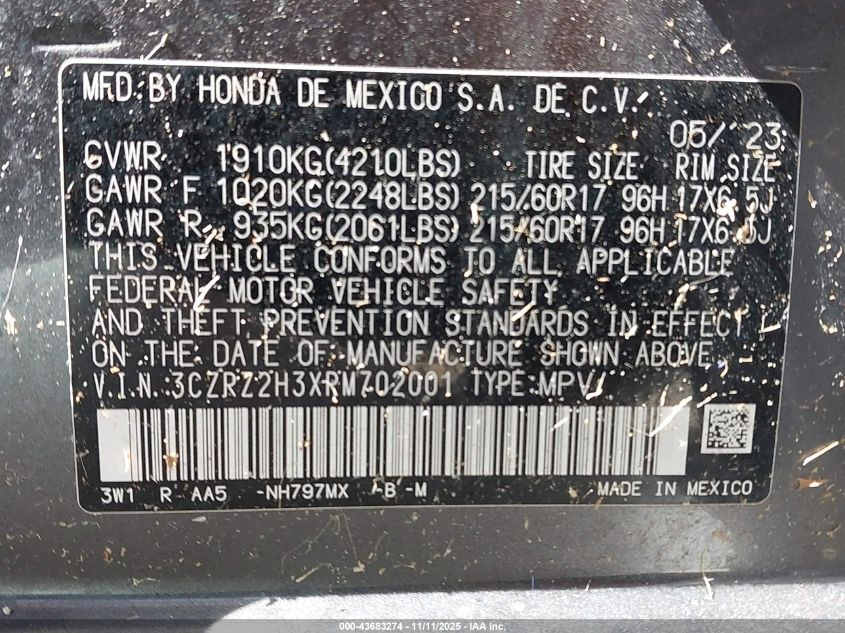 MFD. BY HONDA DE MEXICO S.A. DE C.V.
05/'23
GVWR 1910KG(4210LBS) TIRE SIZE RIM SIZE
GAWR F 1020KG(2248LBS) 215/60R17 96H 17X6.5J
GAWR R 935KG(2061LBS) 215/60R17 96H 17X6.5J
THIS VEHICLE CONFORMS TO ALL APPLICABLE
FEDERAL MOTOR VEHICLE SAFETY
AND THEFT PREVENTION STANDARDS IN EFFECT
ON THE DATE OF MANUFACTURE SHOWN ABOVE.
V.I.N. 3CZRZ2H3XRM702001 TYPE:MPV
3W1 R AA5 -NH797MX -B -M MADE IN MEXICO
000-43683274 - 11/11/2025 - IAA Inc.